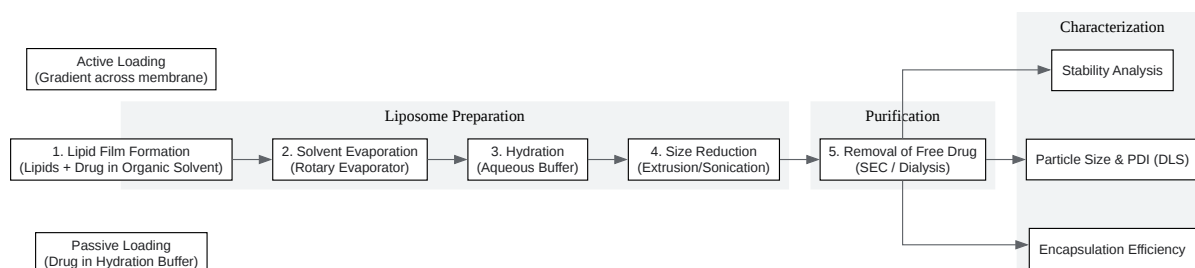 Characterization
Active Loading
(Gradient across membrane)
Stability Analysis
Liposome Preparation
Purification
1. Lipid Film Formation
(Lipids + Drug in Organic Solvent)
2. Solvent Evaporation
(Rotary Evaporator)
3. Hydration
(Aqueous Buffer)
4. Size Reduction
(Extrusion/Sonication)
5. Removal of Free Drug
(SEC / Dialysis)
Particle Size & PDI (DLS)
Passive Loading
(Drug in Hydration Buffer)
Encapsulation Efficiency